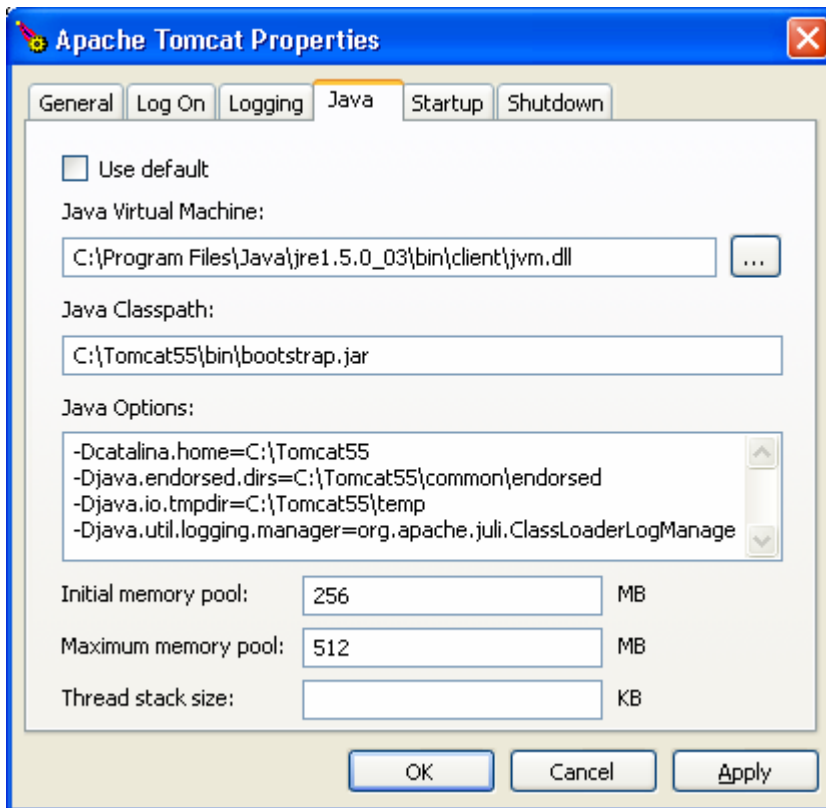 Apache Tomcat Properties
General Log On Logging Java Startup Shutdown
Use default
Java Virtual Machine:
C:\Program Files\Java\jre1.5.0_03\bin\client\jvm.dll ...
Java Classpath:
C:\Tomcat55\bin\bootstrap.jar
Java Options:
-Dcatalina.home=C:\Tomcat55
-Djava.endorsed.dirs=C:\Tomcat55\common\endorsed
-Djava.io.tmpdir=C:\Tomcat55\temp
-Djava.util.logging.manager=org.apache.juli.ClassLoaderLogManage
Initial memory pool: 256 MB
Maximum memory pool: 512 MB
Thread stack size: KB
OK Cancel Apply